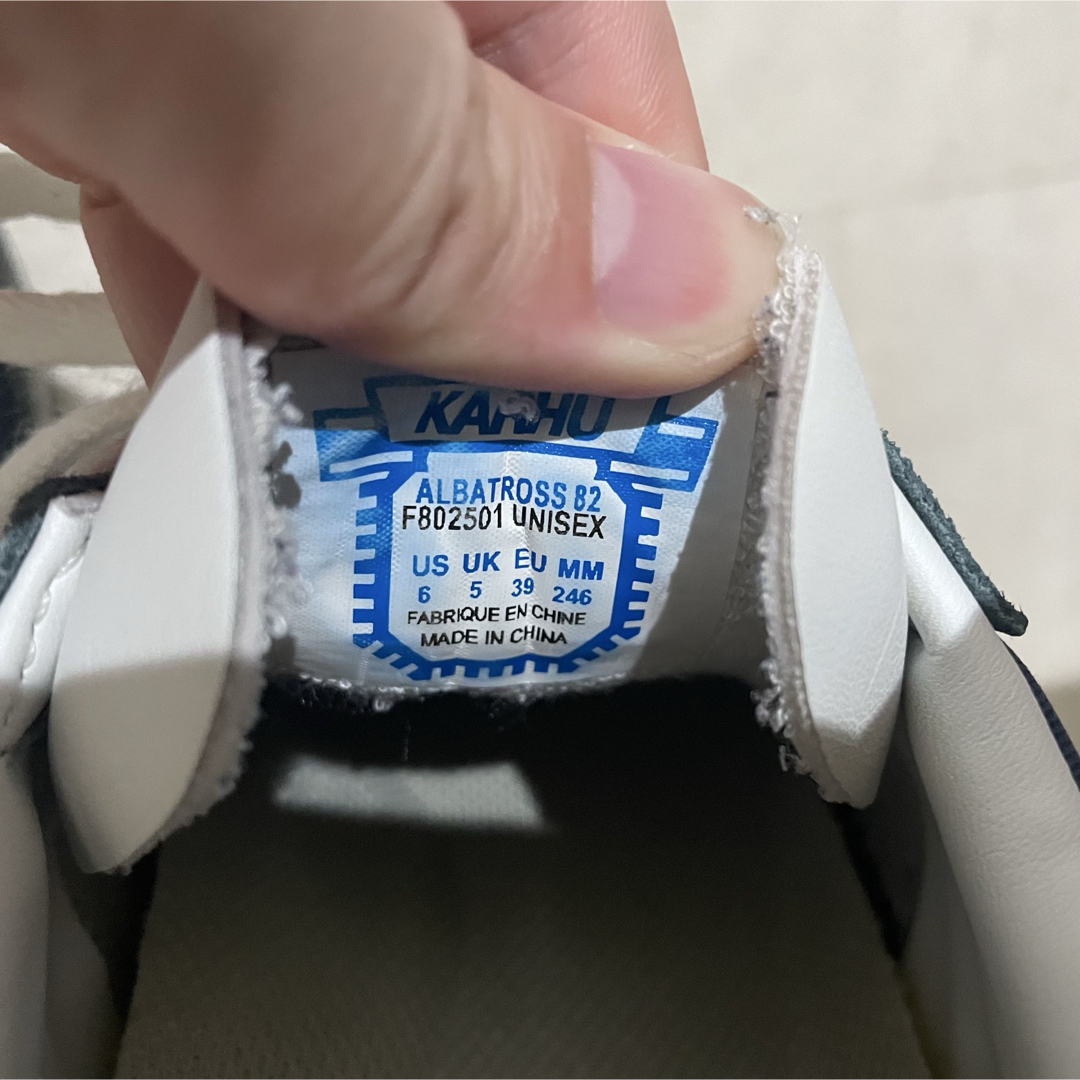 KARHU
ALBATROSS 82
F802501 UNISEX
US UK EU MM
6 5 39 246
FABRIQUE EN CHINE
MADE IN CHINA